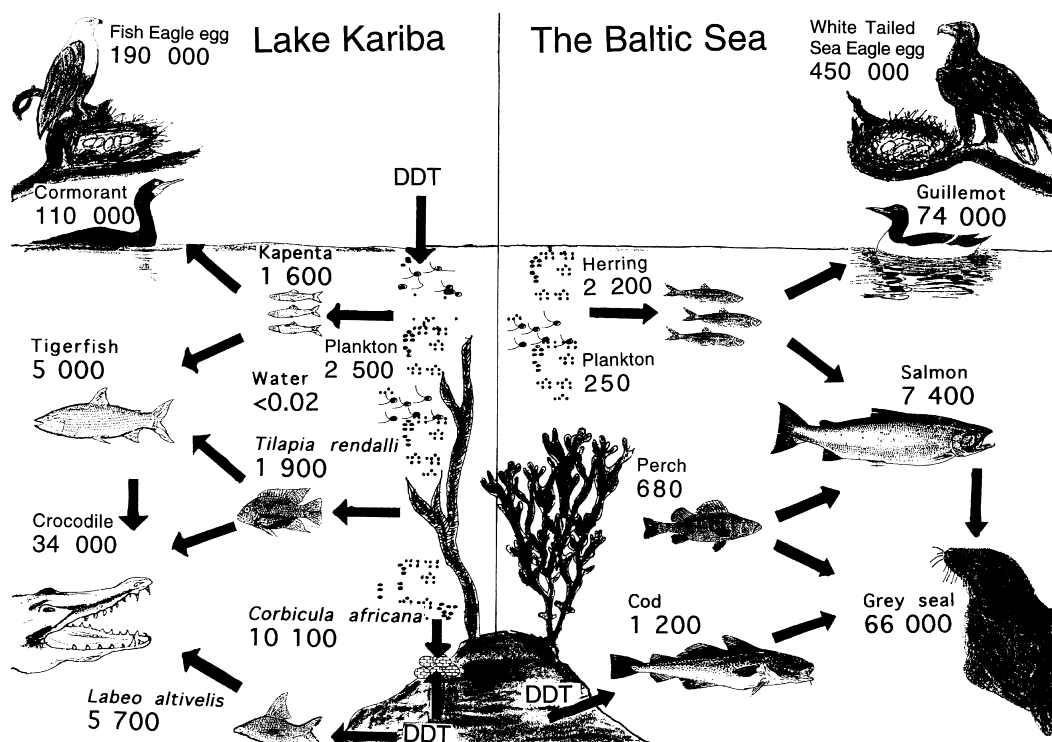 Fish Eagle egg
190 000
Lake Kariba
The Baltic Sea
White Tailed
Sea Eagle egg
450 000
Cormorant
110 000
DDT
Guillemot
74 000
Kapenta
1 600
Herring
2 200
Tigerfish
5 000
Plankton
2 500
Water
<0.02
Plankton
250
Salmon
7 400
Tilapia rendalli
1 900
Perch
680
Crocodile
34 000
Corbicula africana
10 100
Cod
1 200
Grey seal
66 000
Labeo altivelis
5 700
DDT
DDT